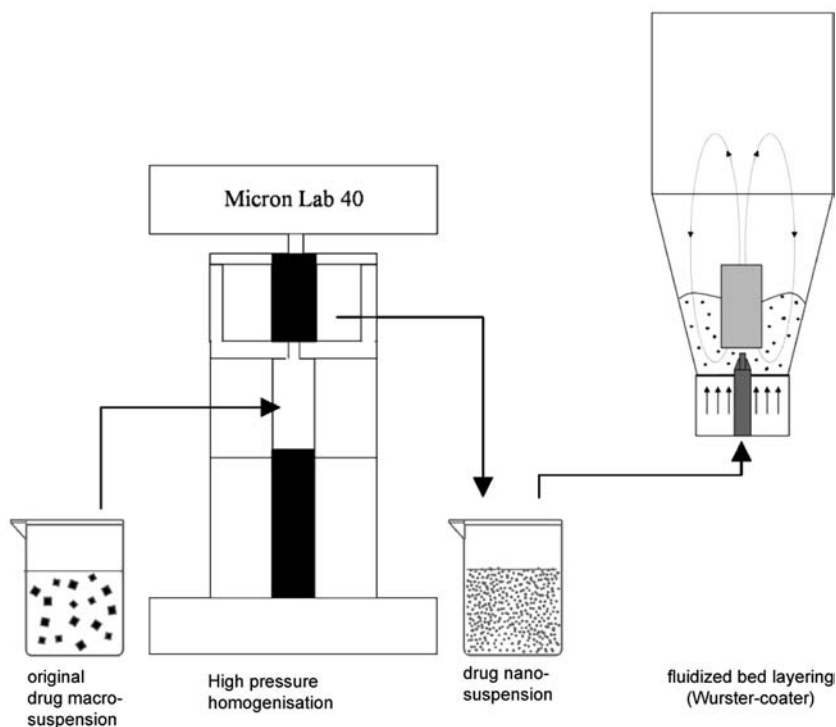 Micron Lab 40
original
drug macro-
suspension
High pressure
homogenisation
drug nano-
suspension
fluidized bed layering
(Wurster-coater)